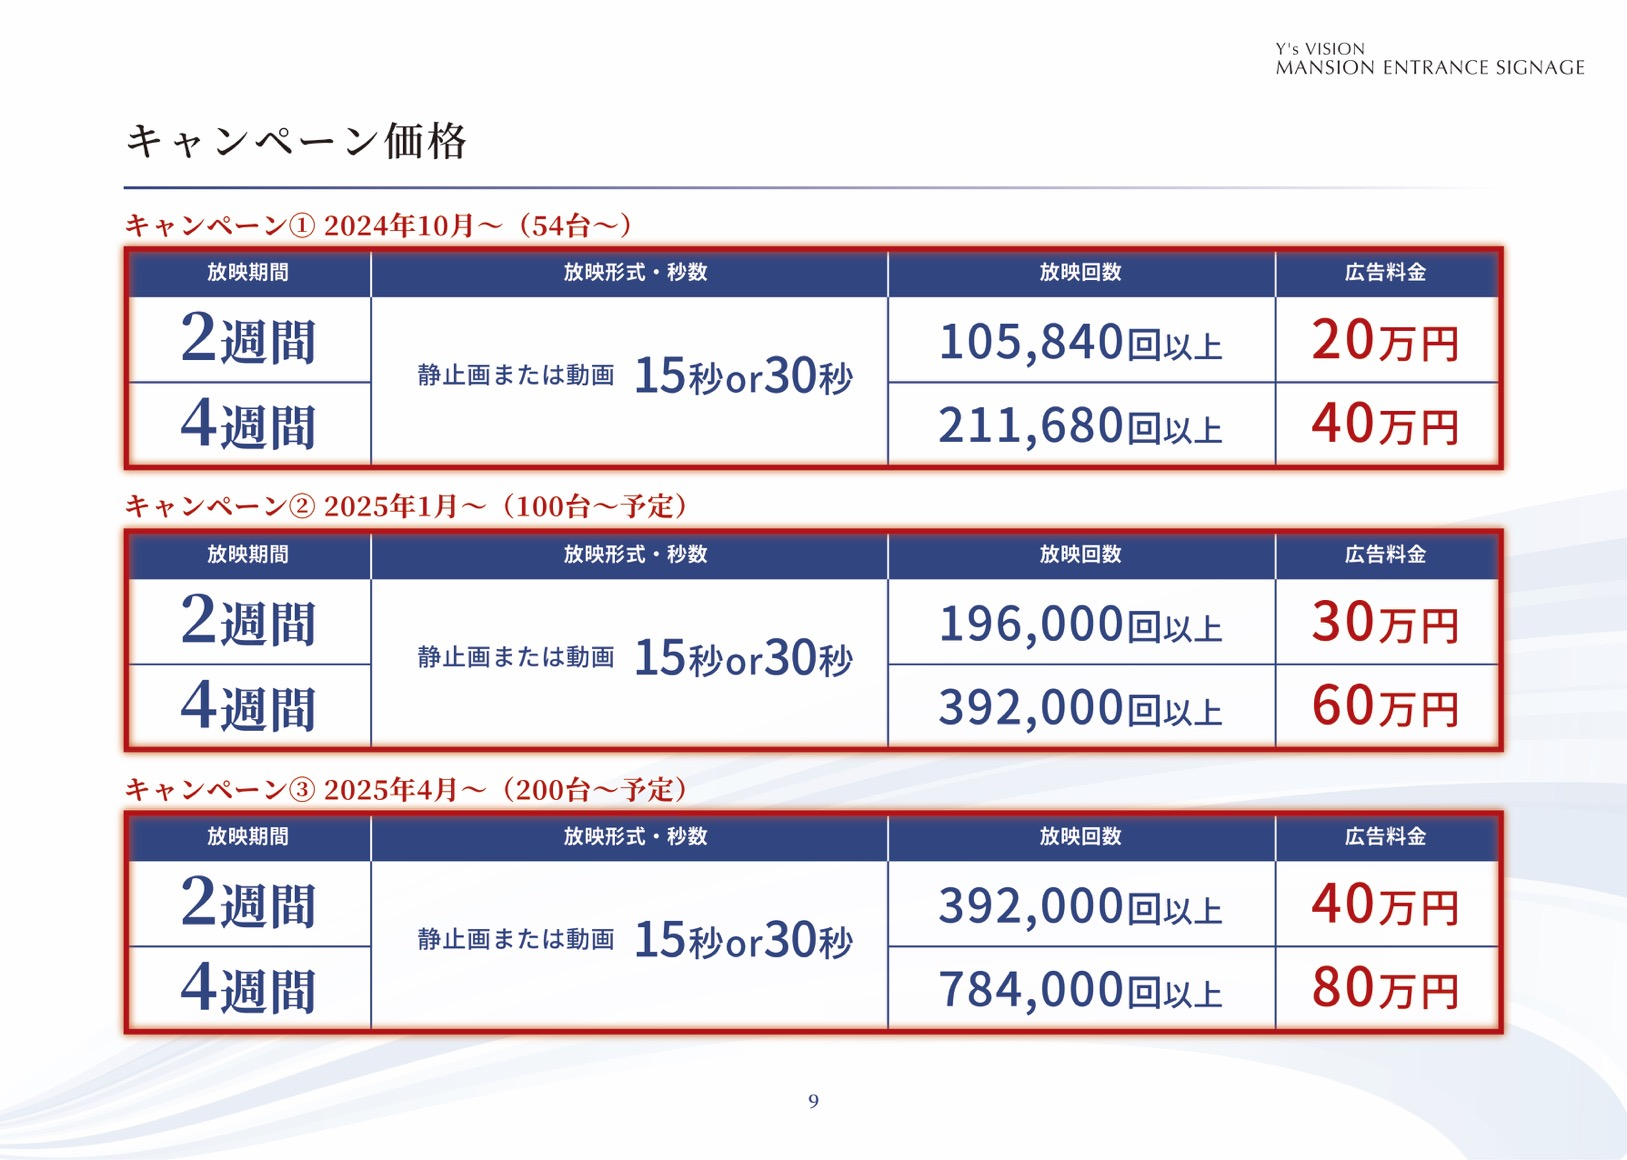 Y's VISION
MANSION ENTRANCE SIGNAGE
キャンペーン価格
キャンペーン① 2024年10月〜（54台〜）
放映期間 放映形式・秒数 放映回数 広告料金
2週間 105,840回以上 20万円
静止画または動画 15秒or30秒
4週間 211,680回以上 40万円
キャンペーン② 2025年1月〜（100台〜予定）
放映期間 放映形式・秒数 放映回数 広告料金
2週間 196,000回以上 30万円
静止画または動画 15秒or30秒
4週間 392,000回以上 60万円
キャンペーン③ 2025年4月〜（200台〜予定）
放映期間 放映形式・秒数 放映回数 広告料金
2週間 392,000回以上 40万円
静止画または動画 15秒or30秒
4週間 784,000回以上 80万円
9